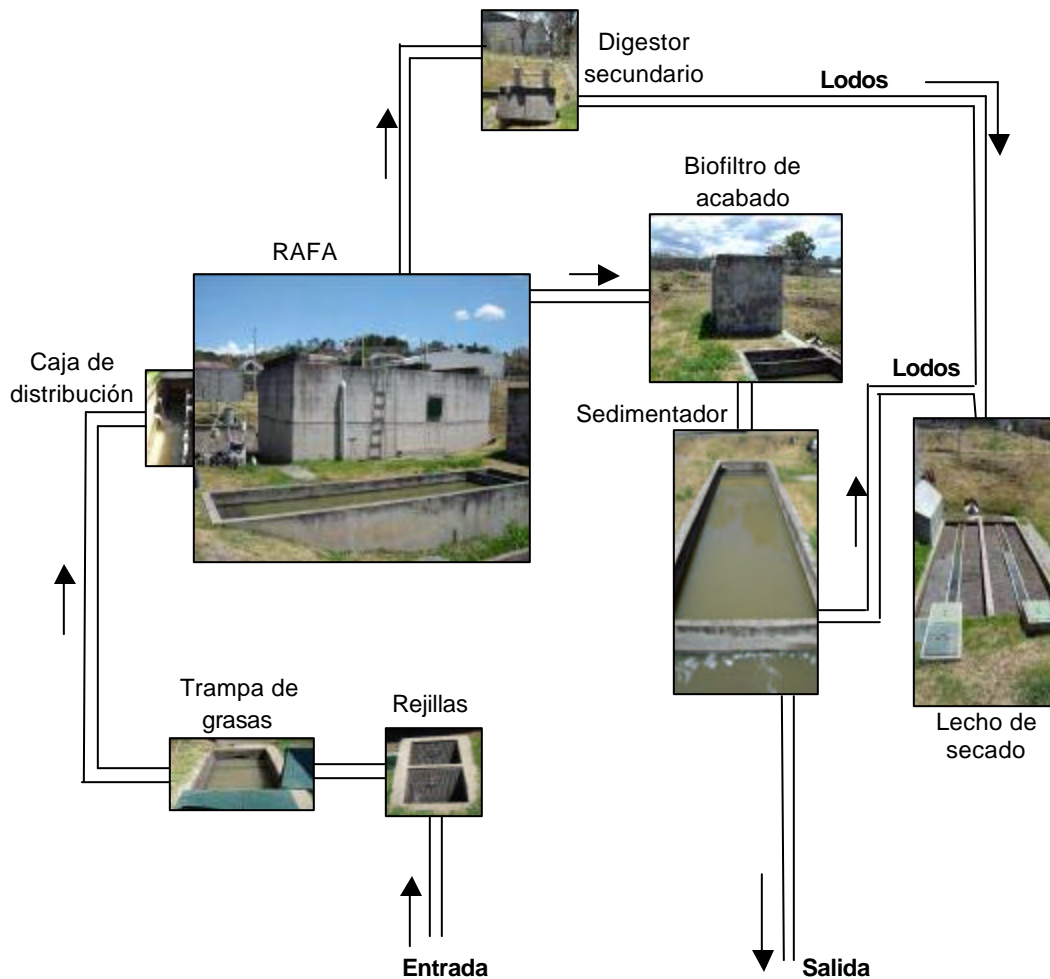 Digestor
secundario
Lodos
Biofiltro de
acabado
RAFA
Caja de
distribución
Lodos
Sedimentador
Trampa de
grasas
Rejillas
Lecho de
secado
Entrada
Salida